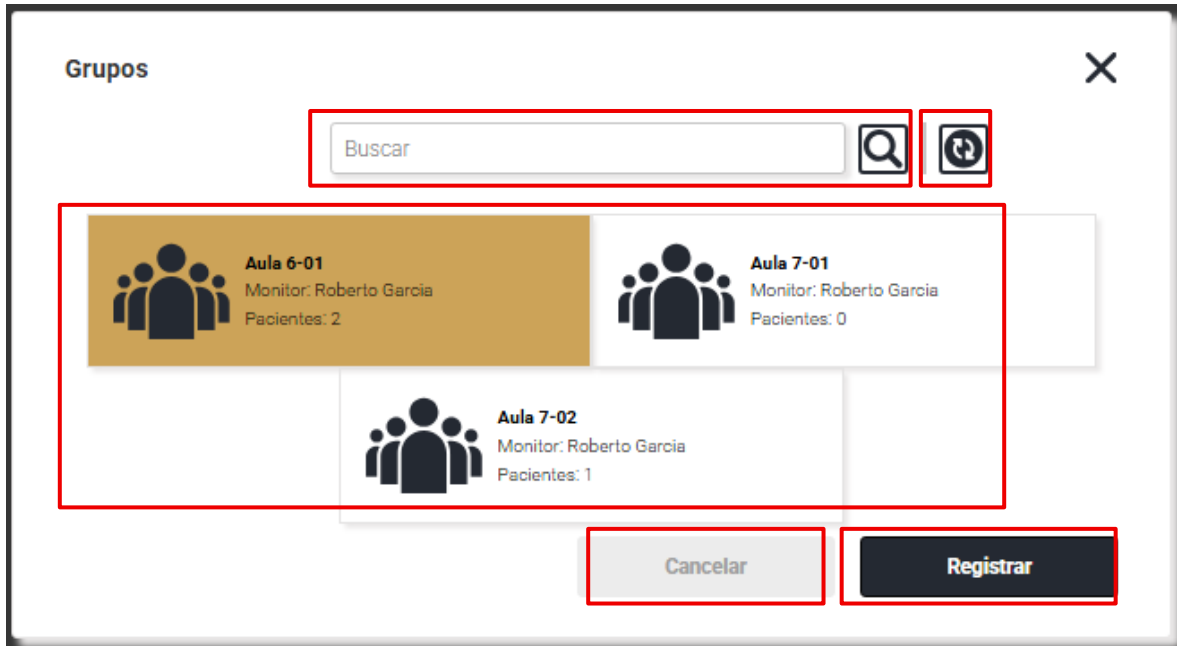 Grupos
Buscar
Aula 6-01
Monitor: Roberto Garcia
Pacientes: 2
Aula 7-01
Monitor: Roberto Garcia
Pacientes: 0
Aula 7-02
Monitor: Roberto Garcia
Pacientes: 1
Cancelar
Registrar